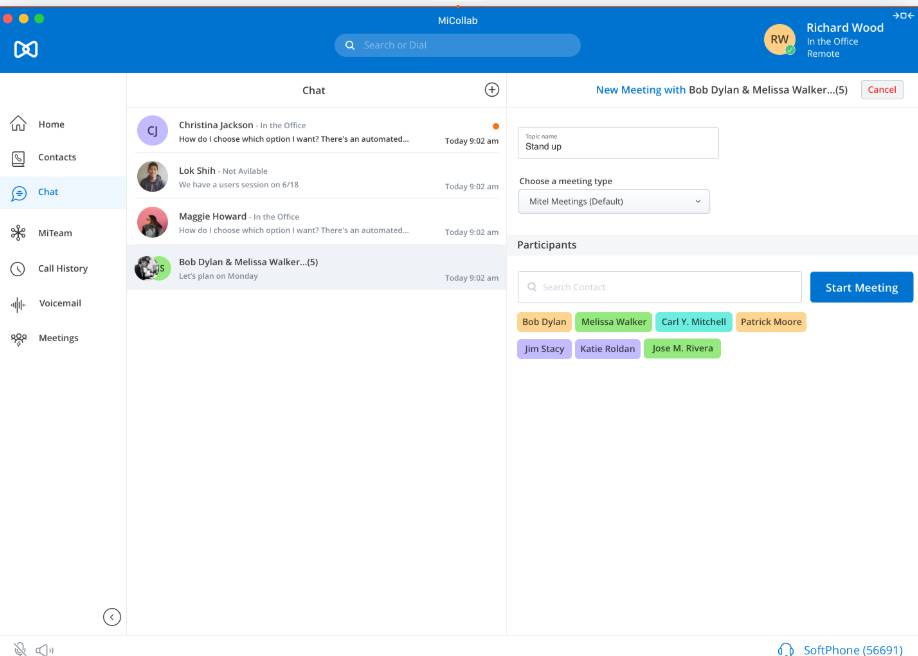 MiCollab
Search or Dial
RW
Richard Wood
In the Office
Remote
Home
Contacts
Chat
MiTeam
Call History
Voicemail
Meetings
Chat
CJ
Christina Jackson - In the Office
How do I choose which option I want? There's an automated...
Today 9:02 am
Lok Shih - Not Avilable
We have a users session on 6/18
Today 9:02 am
Maggie Howard - In the Office
How do I choose which option I want? There's an automated...
Today 9:02 am
JS
Bob Dylan & Melissa Walker...(5)
Let's plan on Monday
Today 9:02 am
New Meeting with Bob Dylan & Melissa Walker...(5)
Cancel
Topic name
Stand up
Choose a meeting type
Mitel Meetings (Default)
Participants
Search Contact
Start Meeting
Bob Dylan
Melissa Walker
Carl Y. Mitchell
Patrick Moore
Jim Stacy
Katie Roldan
Jose M. Rivera
SoftPhone (56691)